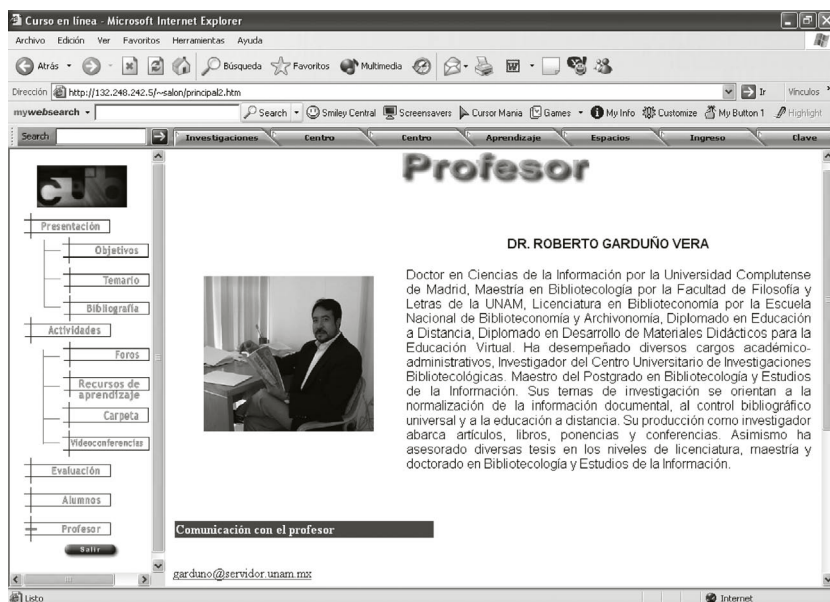 Curso en línea - Microsoft Internet Explorer
Archivo Edición Ver Favoritos Herramientas Ayuda
Atrás Búsqueda Favoritos Multimedia
Dirección http://132.248.242.5/~salon/principal2.htm Ir Vínculos
mywebsearch Search Smiley Central Screensavers Cursor Mania Games My Info Customize My Button 1 Highlight
Search Investigaciones Centro Centro Aprendizaje Espacios Ingreso Clave
Profesor
cuib
Presentación
Objetivos
Temario
Bibliografía
Actividades
Foros
Recursos de
aprendizaje
Carpeta
Videoconferencias
Evaluación
Alumnos
Profesor
Salir
DR. ROBERTO GARDUÑO VERA
Doctor en Ciencias de la Información por la Universidad Complutense
de Madrid, Maestría en Bibliotecología por la Facultad de Filosofía y
Letras de la UNAM, Licenciatura en Biblioteconomía por la Escuela
Nacional de Biblioteconomía y Archivonomía, Diplomado en Educación
a Distancia, Diplomado en Desarrollo de Materiales Didácticos para la
Educación Virtual. Ha desempeñado diversos cargos académico-
administrativos, Investigador del Centro Universitario de Investigaciones
Bibliotecológicas. Maestro del Postgrado en Bibliotecología y Estudios
de la Información. Sus temas de investigación se orientan a la
normalización de la información documental, al control bibliográfico
universal y a la educación a distancia. Su producción como investigador
abarca artículos, libros, ponencias y conferencias. Asimismo ha
asesorado diversas tesis en los niveles de licenciatura, maestría y
doctorado en Bibliotecología y Estudios de la Información.
Comunicación con el profesor
garduno@servidor.unam.mx
Listo Internet